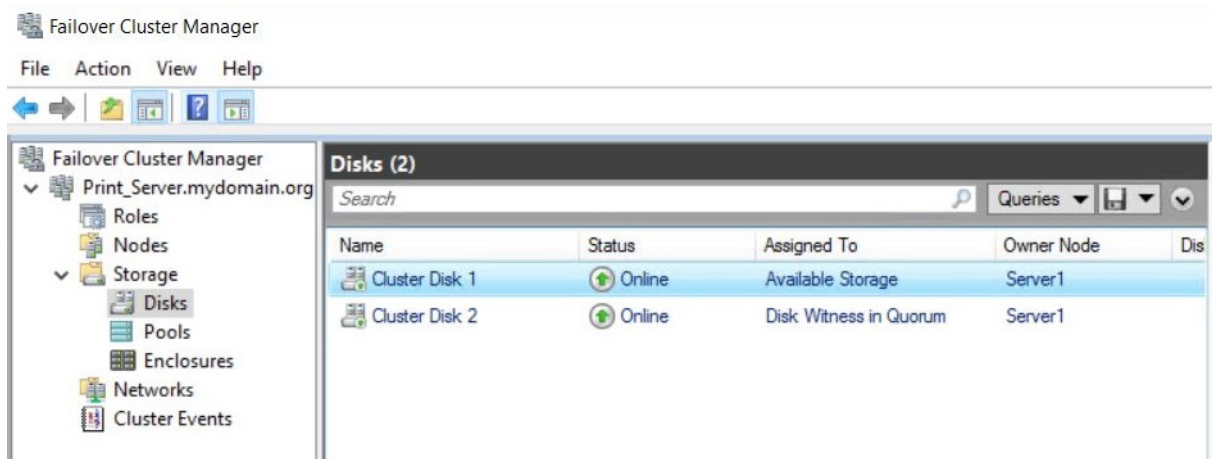 Failover Cluster Manager
File Action View Help
Failover Cluster Manager
Print_Server.mydomain.org
Roles
Nodes
Storage
Disks
Pools
Enclosures
Networks
Cluster Events
Disks (2)
Search Queries
Name Status Assigned To Owner Node Dis
Cluster Disk 1 Online Available Storage Server1
Cluster Disk 2 Online Disk Witness in Quorum Server1